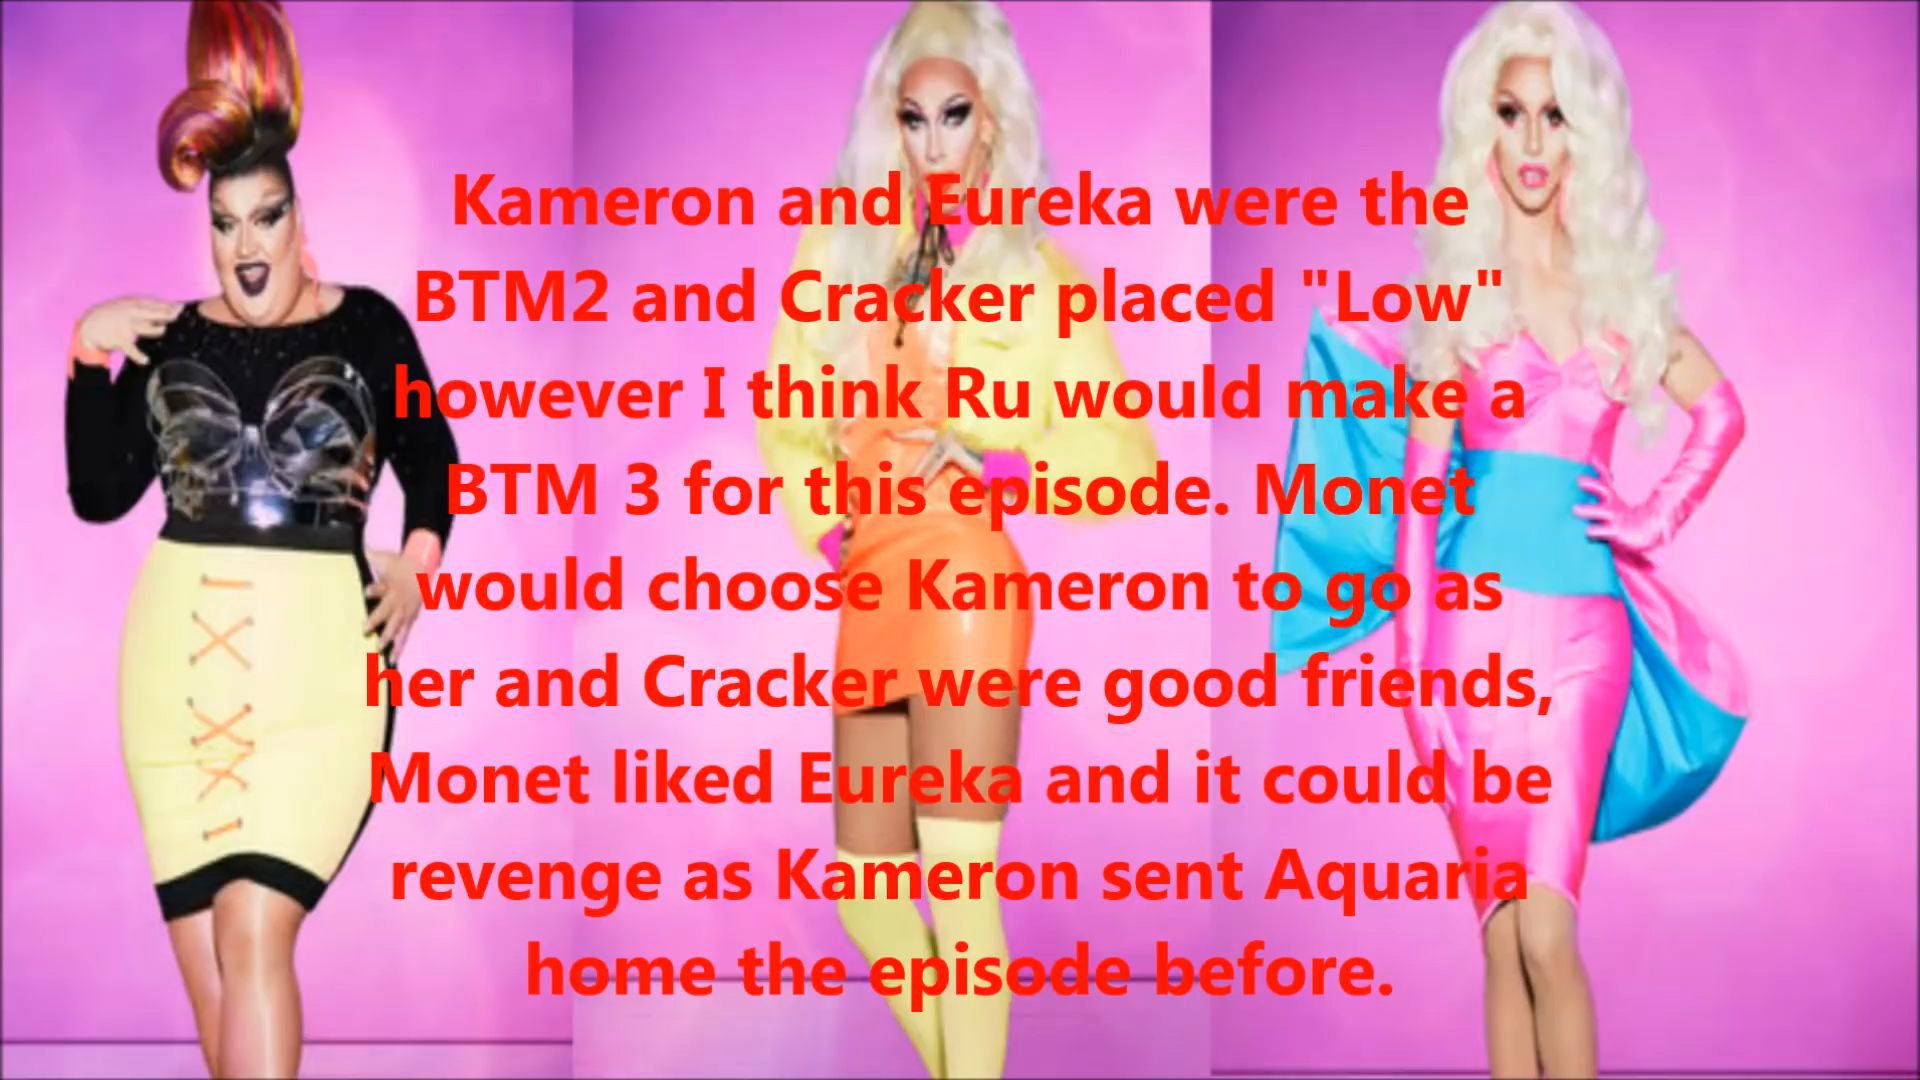 Kameron and Eureka were the
BTM2 and Cracker placed "Low"
however I think Ru would make a
BTM 3 for this episode. Monet
would choose Kameron to go as
her and Cracker were good friends,
Monet liked Eureka and it could be
revenge as Kameron sent Aquaria
home the episode before.